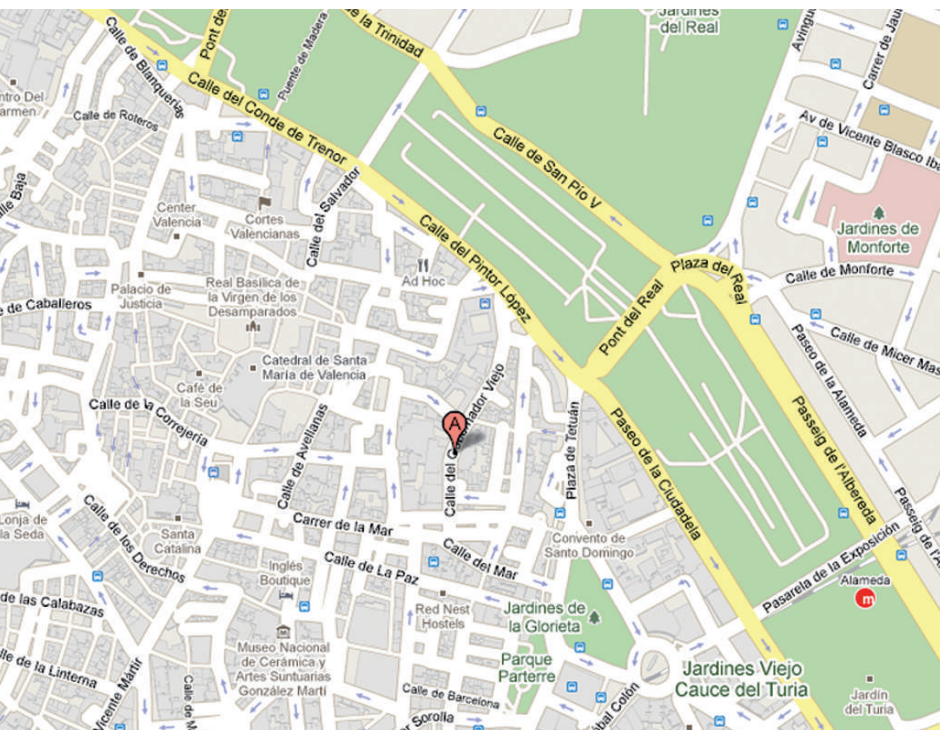 Jardines
del Real
de la Trinidad
Pont de
Puente de Madera
Calle de Blanquerías
Carrer de
Calle del Conde de Trenor
Calle de Roteros
Av de Vicente Blasco
Calle de San Pío V
Jardines de
Monforte
Calle del Salvador
Center
Valencia
Cortes
Valencianas
Calle del Pintor López
Plaza del Real
Calle de Monforte
Ad Hoc
Palacio de
Justicia
Real Basílica de
la Virgen de los
Desamparados
Pont del Real
de Caballeros
Calle de Micer
Catedral de Santa
María de Valencia
Café de
la Seu
Paseo de la Alameda
Calle de la Correjería
Calle de Avellanas
A
Plaza de Tetuán
Paseo de la Ciudadela
Passeig de l'Albereda
Calle del
Viejo
Lonja de
la Seda
Calle de los Derechos
Santa
Catalina
Carrer de la Mar
Calle del Mar
Convento de
Santo Domingo
Calle de La Paz
Inglés
Boutique
Pasarela de la Exposición
Alameda
m
de las Calabazas
Red Nest
Hostels
Jardines de
la Glorieta
Museo Nacional
de Cerámica y
Artes Suntuarias
González Martí
Parque
Parterre
Jardines Viejo
Cauce del Turia
de la Linterna
Calle de Barcelona
Jardín
del Turia
Sorolla
Colón